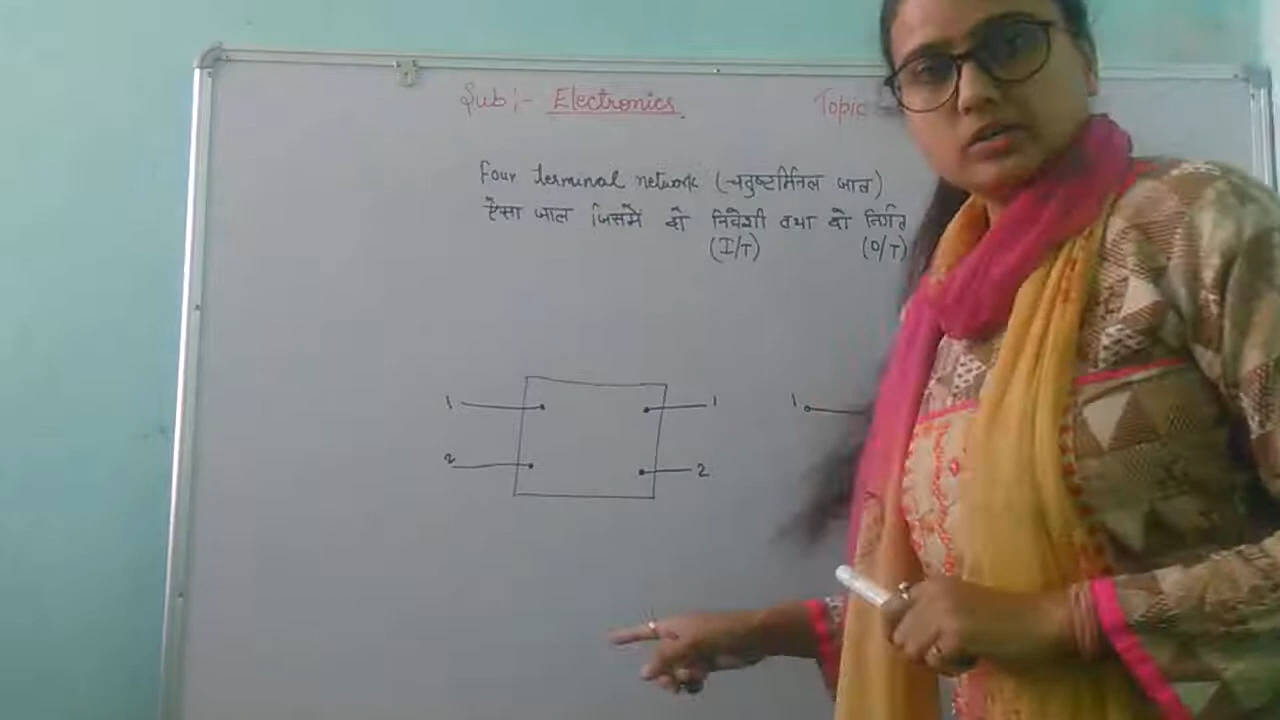 Sub:- Electronics Topic
Four terminal network (चतुष्टर्मिनल जाल)
ऐसा जाल जिसमें दो निवेशी तथा दो निर्गत
(I/T) (O/T)
1 1 1
2 2